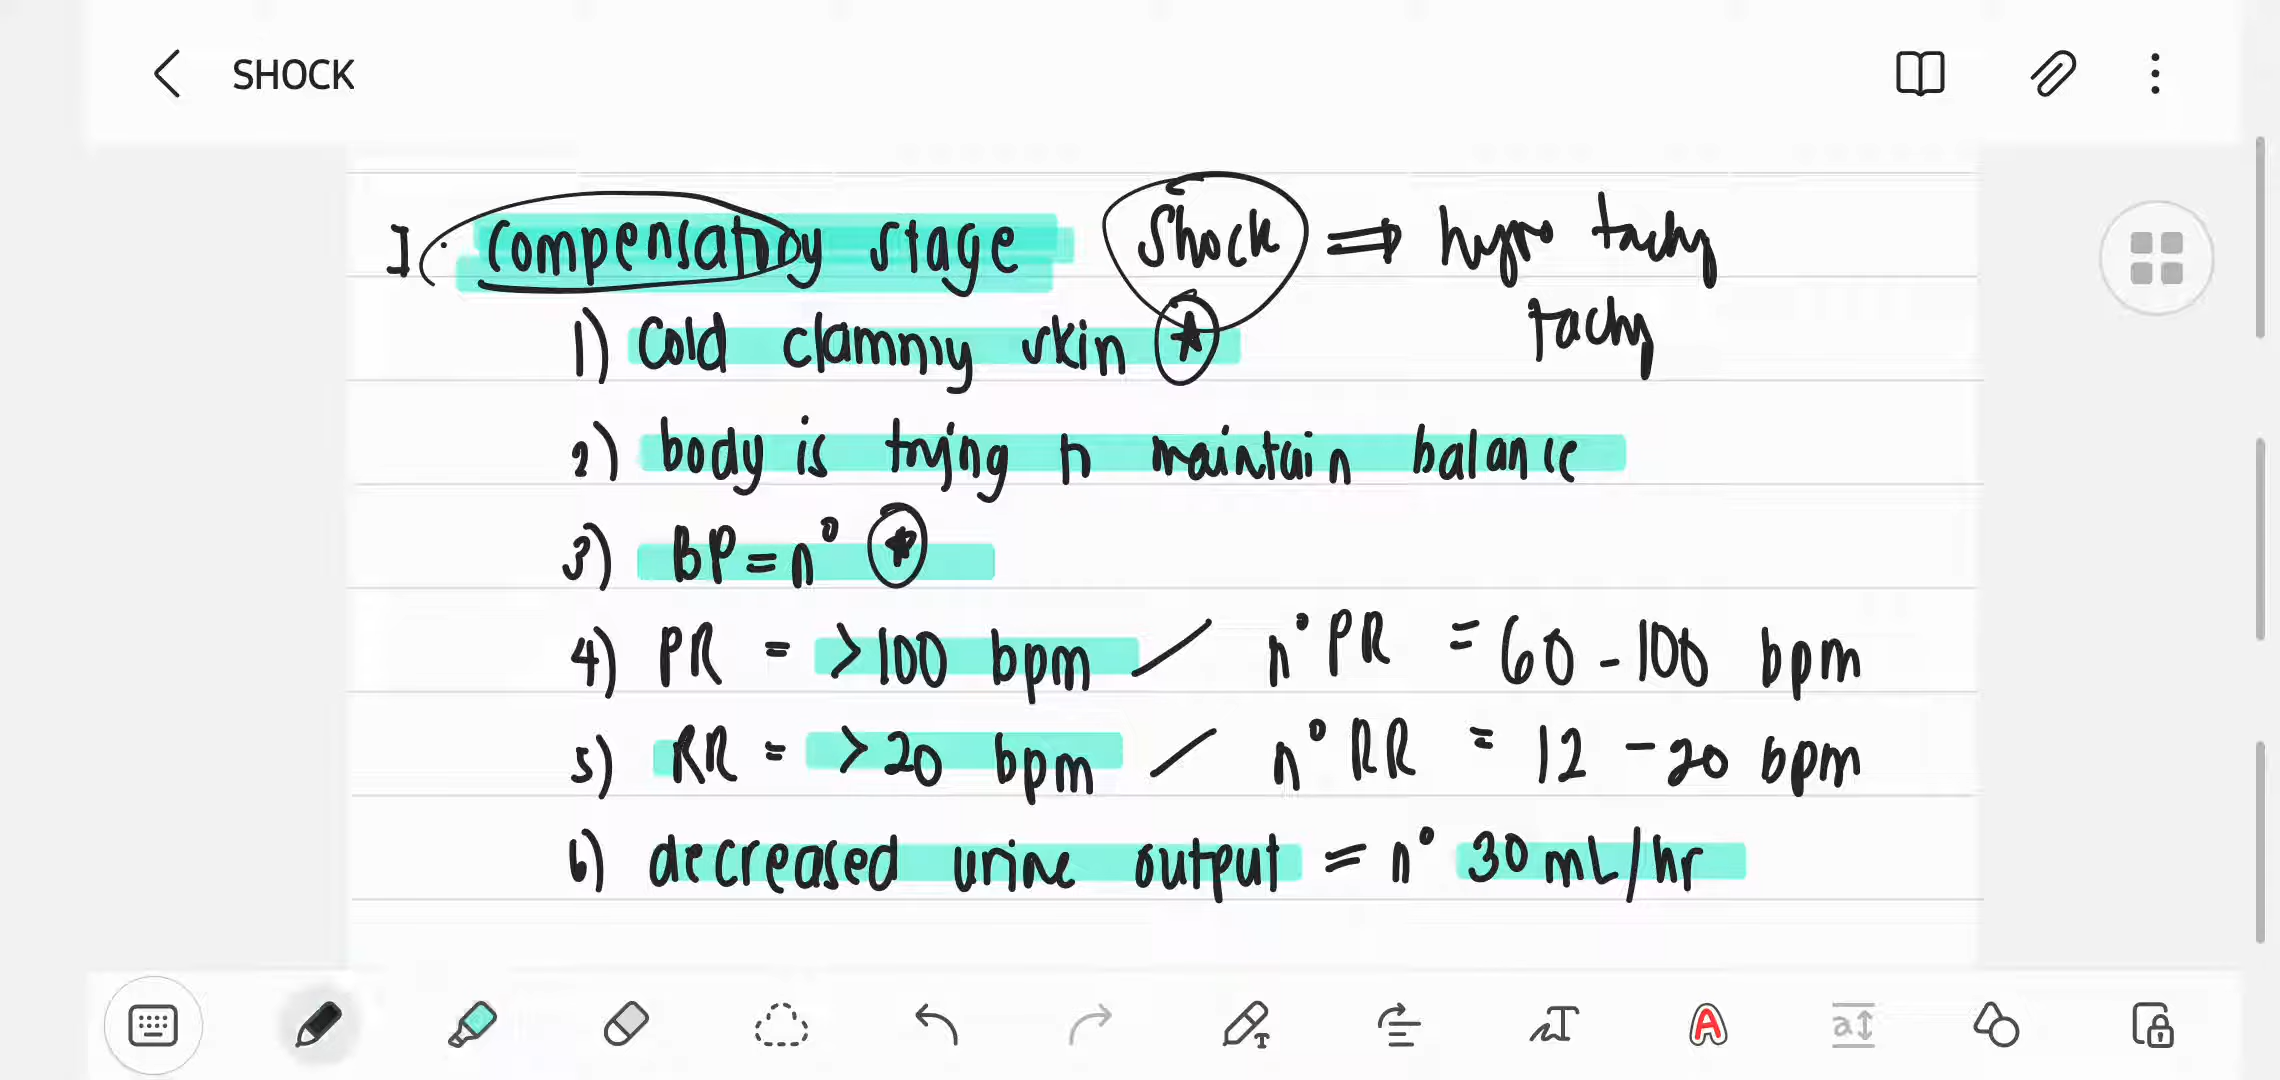 SHOCK
I. compensatory stage Shock ⇒ hypo tachy
tachy
1) Cold clammy skin ★
2) body is trying to maintain balance
3) BP = n° ★
4) PR = >100 bpm / n° PR = 60 - 100 bpm
5) RR = >20 bpm / n° RR = 12 - 20 bpm
6) decreased urine output = n° 30 mL/hr